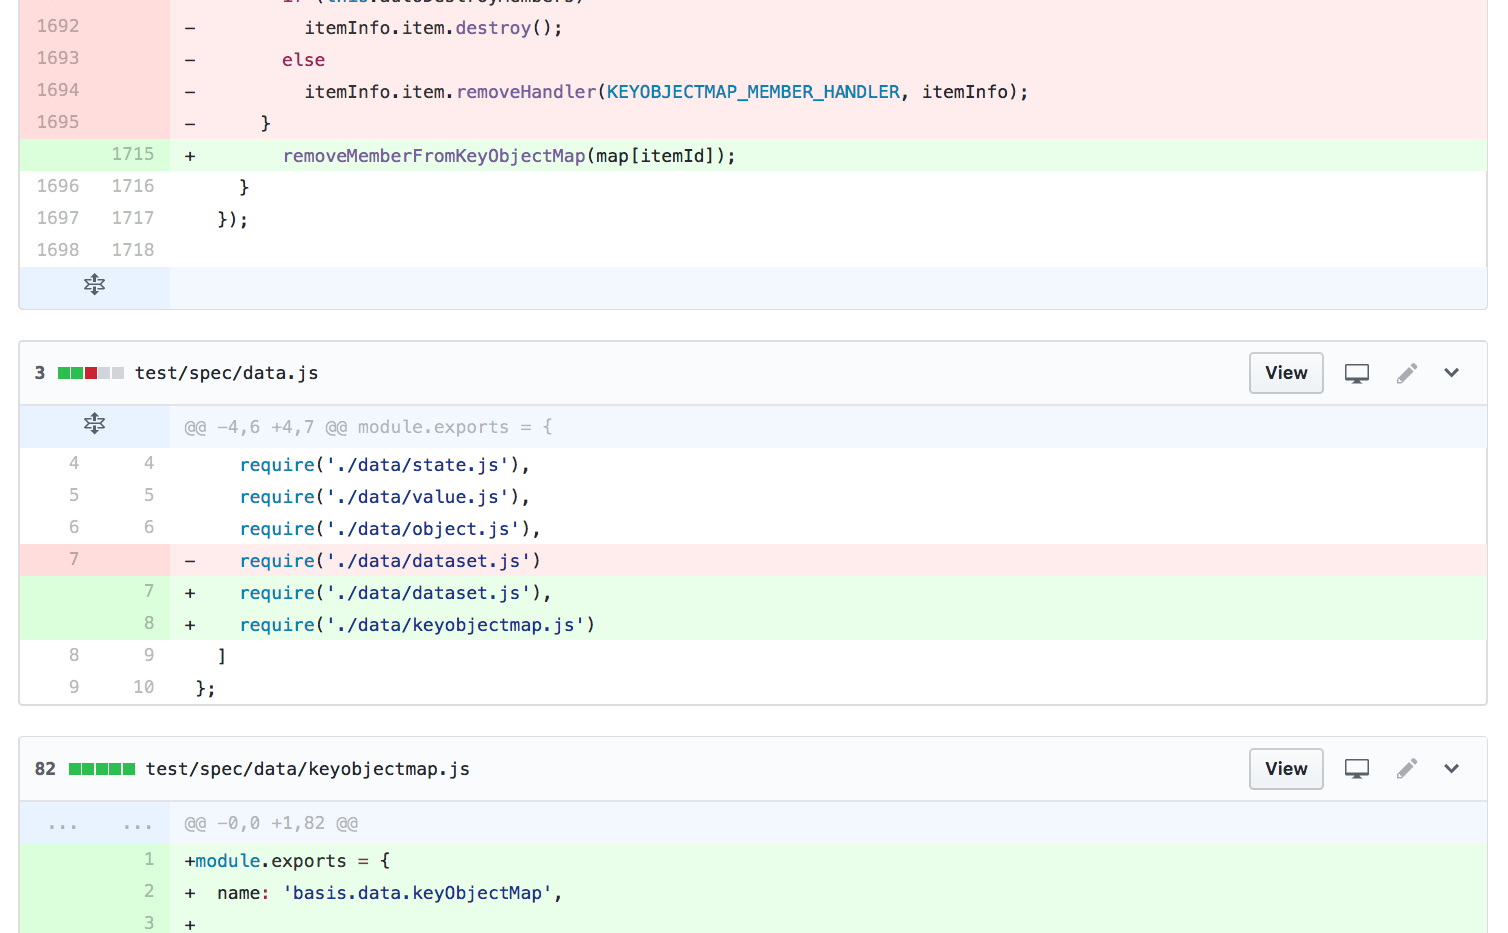 if (this.autoDestroyMembers)
1692 - itemInfo.item.destroy();
1693 - else
1694 - itemInfo.item.removeHandler(KEYOBJECTMAP_MEMBER_HANDLER, itemInfo);
1695 - }
1715 + removeMemberFromKeyObjectMap(map[itemId]);
1696 1716 }
1697 1717 });
1698 1718
3 test/spec/data.js View
@@ -4,6 +4,7 @@ module.exports = {
4 4 require('./data/state.js'),
5 5 require('./data/value.js'),
6 6 require('./data/object.js'),
7 - require('./data/dataset.js')
7 + require('./data/dataset.js'),
8 + require('./data/keyobjectmap.js')
8 9 ]
9 10 };
82 test/spec/data/keyobjectmap.js View
... ... @@ -0,0 +1,82 @@
1 +module.exports = {
2 + name: 'basis.data.keyObjectMap',
3 +